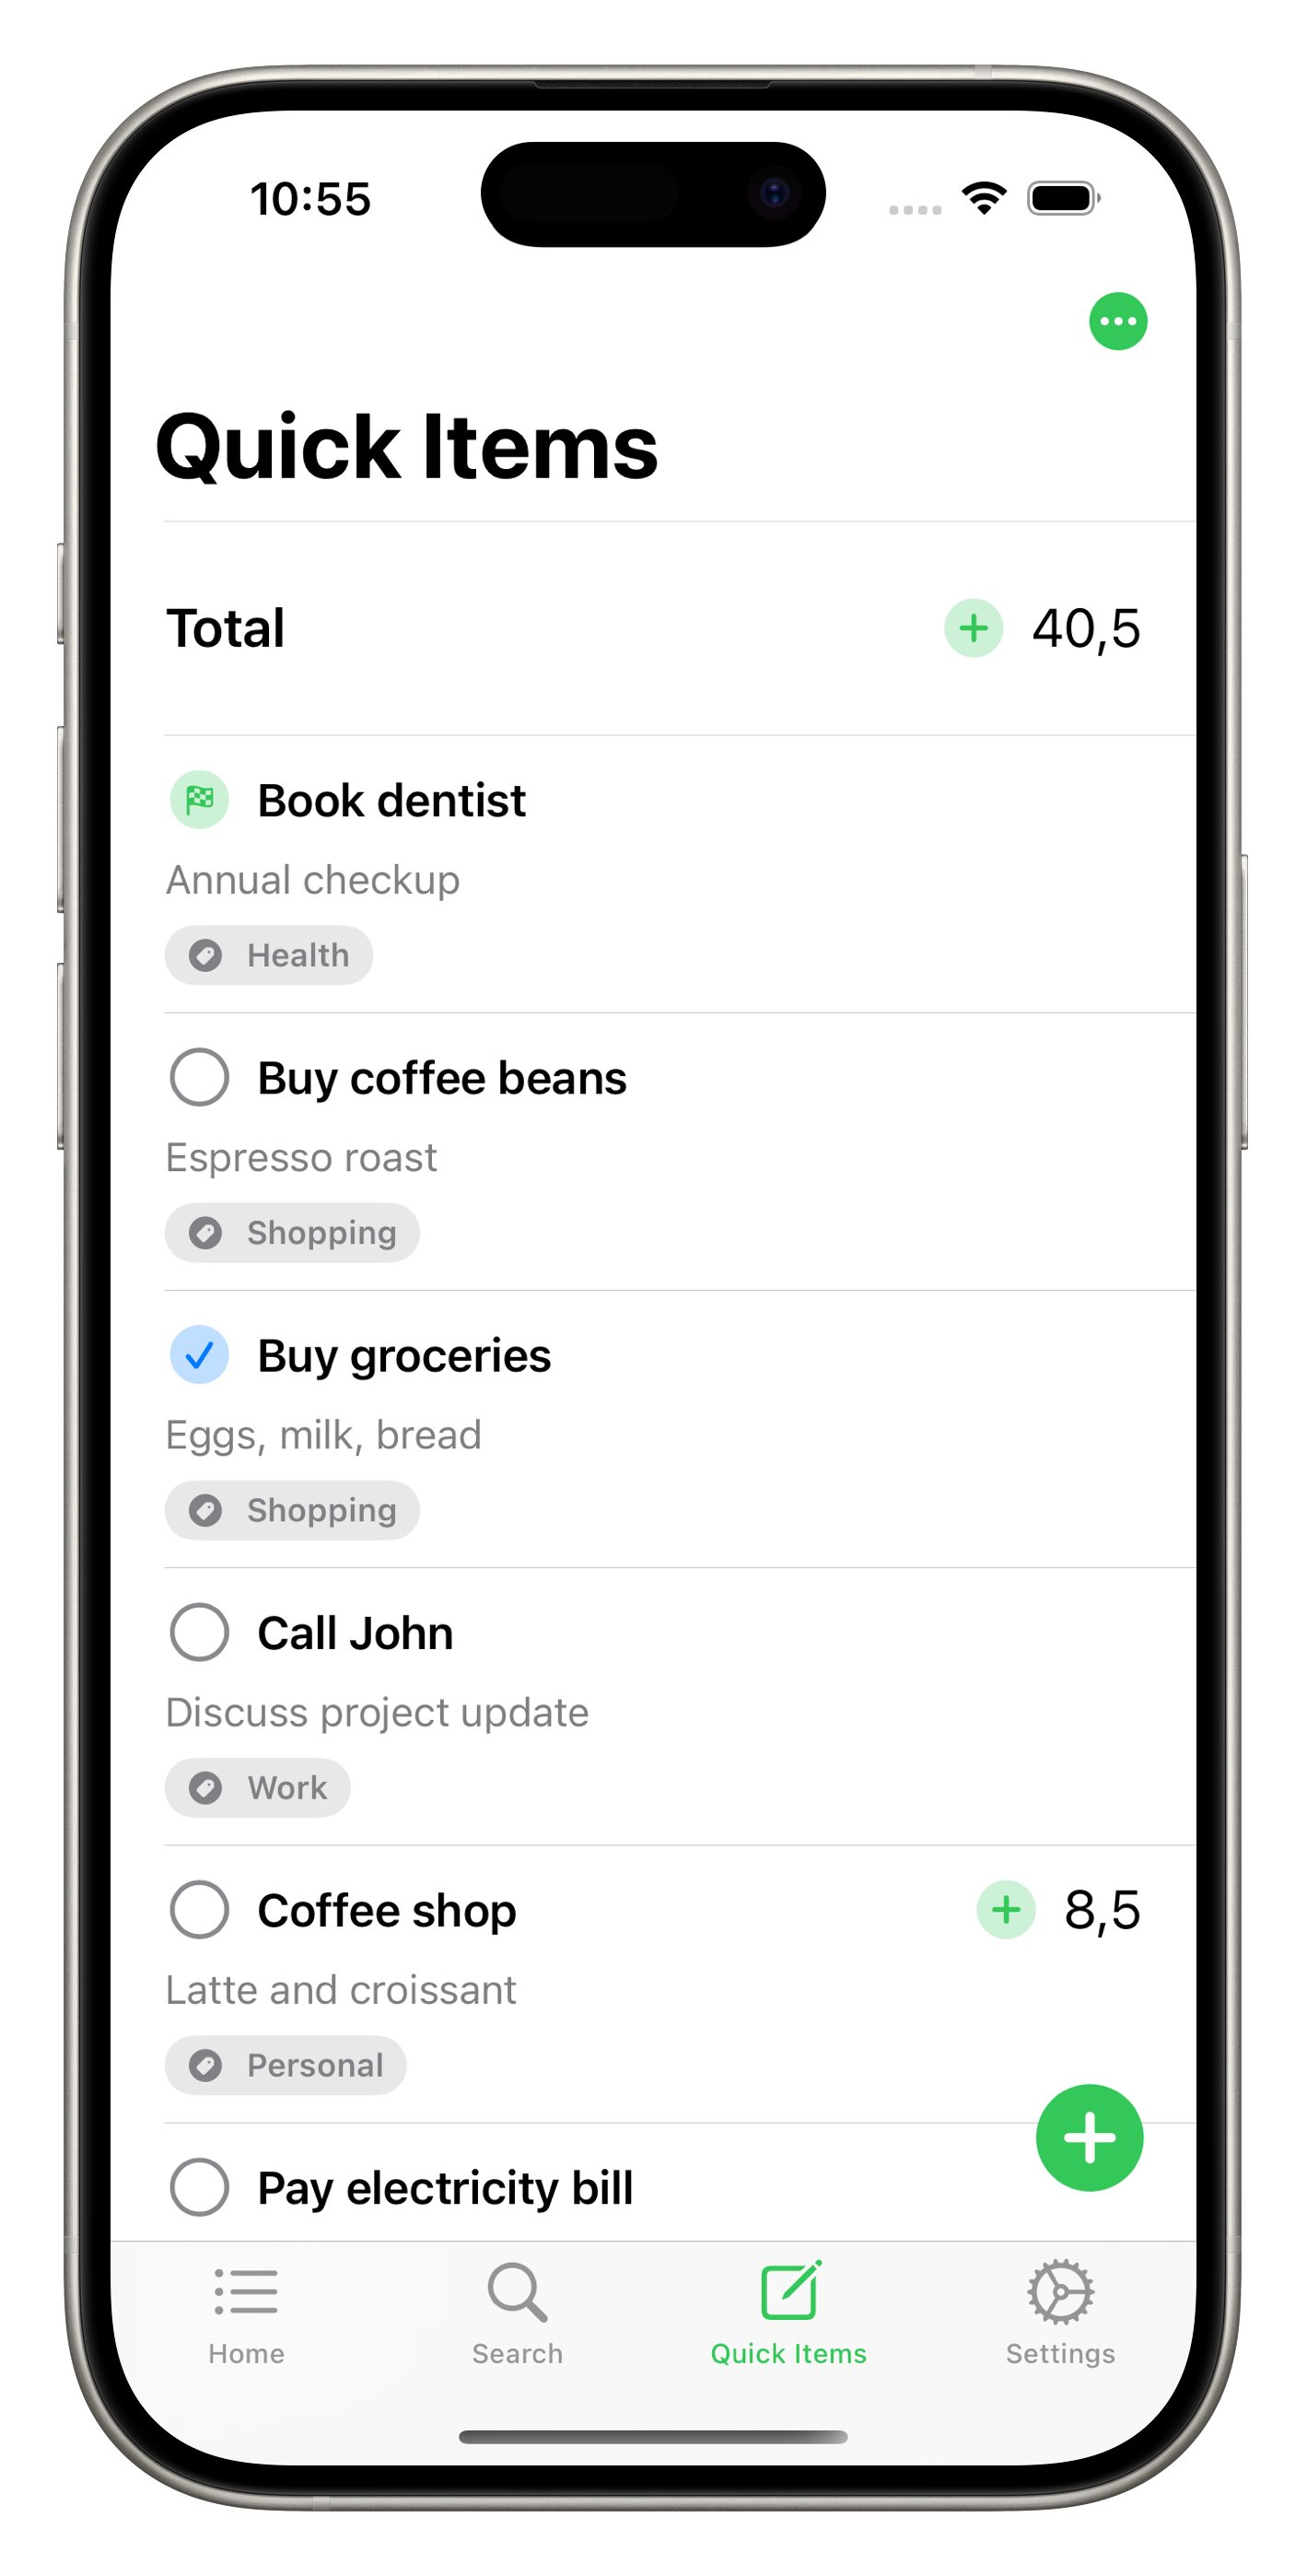 10:55
Quick Items
Total 40,5
Book dentist
Annual checkup
Health
Buy coffee beans
Espresso roast
Shopping
Buy groceries
Eggs, milk, bread
Shopping
Call John
Discuss project update
Work
Coffee shop 8,5
Latte and croissant
Personal
Pay electricity bill
Home Search Quick Items Settings